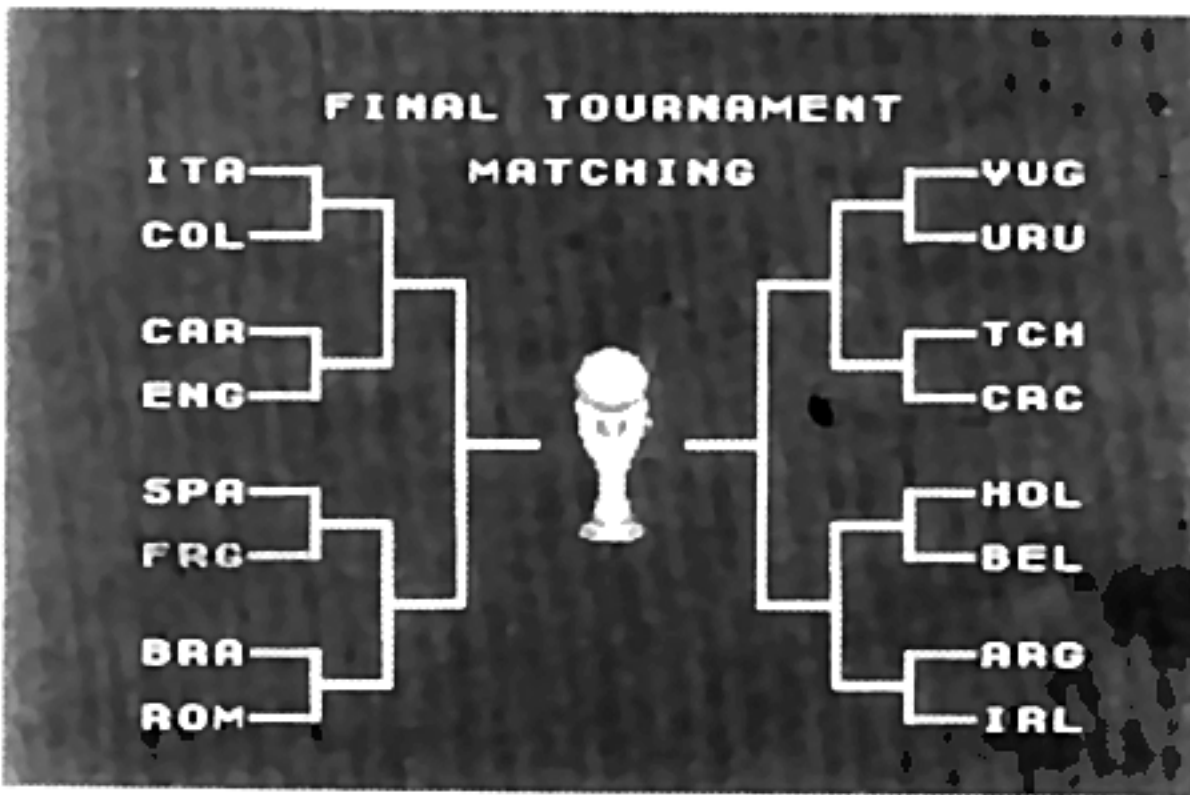 FINAL TOURNAMENT
MATCHING
ITA
COL
CAR
ENG
SPA
FRG
BRA
ROM
YUG
URU
TCH
CRC
HOL
BEL
ARG
IRL